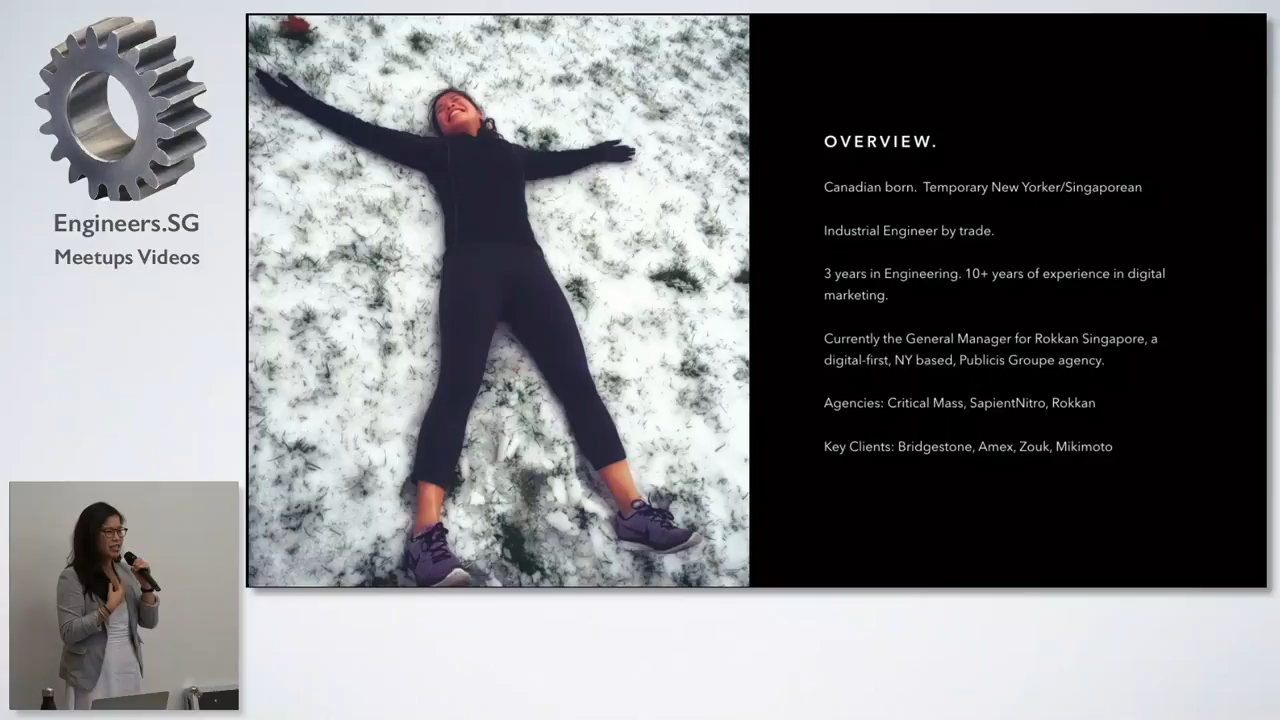 Engineers.SG
Meetups Videos
OVERVIEW.
Canadian born.  Temporary New Yorker/Singaporean
Industrial Engineer by trade.
3 years in Engineering. 10+ years of experience in digital
marketing.
Currently the General Manager for Rokkan Singapore, a
digital-first, NY based, Publicis Groupe agency.
Agencies: Critical Mass, SapientNitro, Rokkan
Key Clients: Bridgestone, Amex, Zouk, Mikimoto